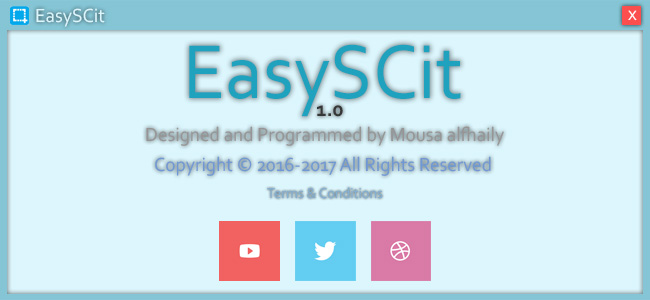 EasySCit
X
EasySCit
1.0
Designed and Programmed by Mousa alfhaily
Copyright © 2016-2017 All Rights Reserved
Terms & Conditions